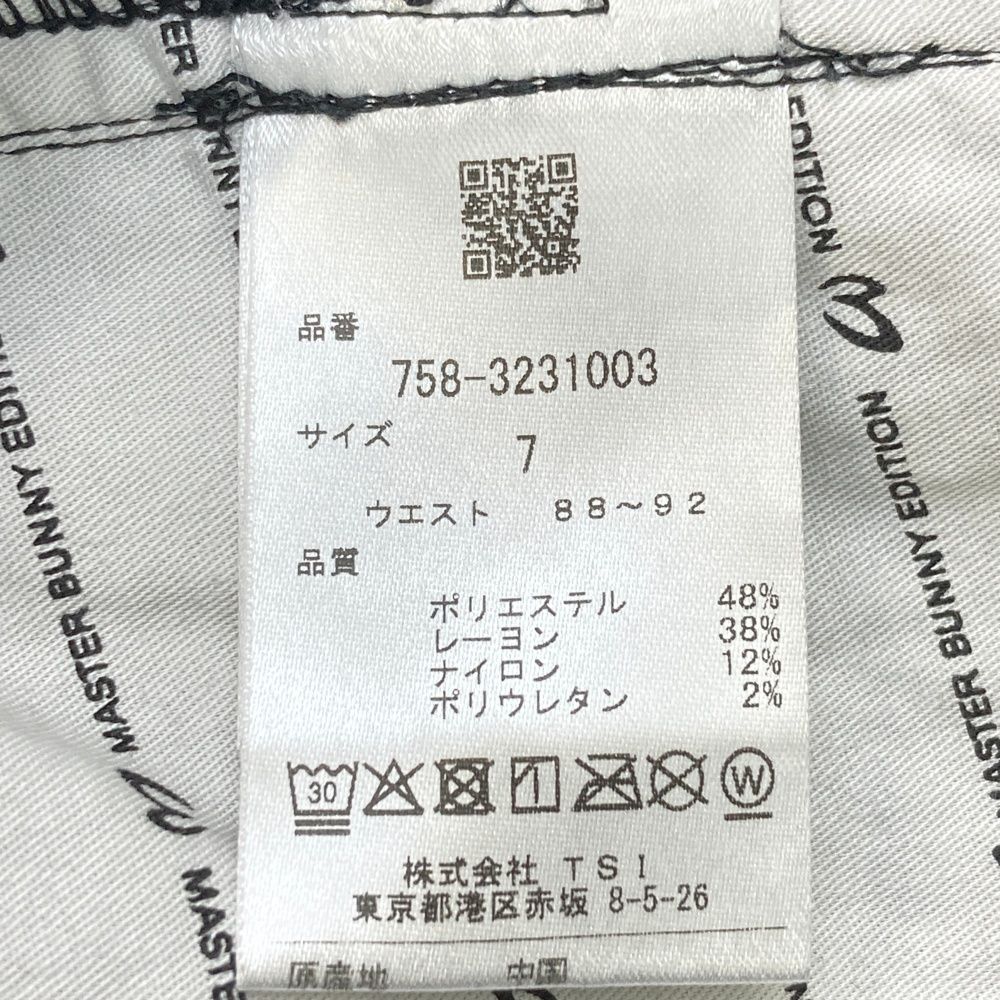 品番
758-3231003
サイズ 7
ウエスト 88～92
品質
ポリエステル 48%
レーヨン 38%
ナイロン 12%
ポリウレタン 2%
30 W
株式会社 TSI
東京都港区赤坂 8-5-26
原産地 中国
MASTER BUNNY EDITION
MASTER
EDITION
MASTER BUNNY EDITION